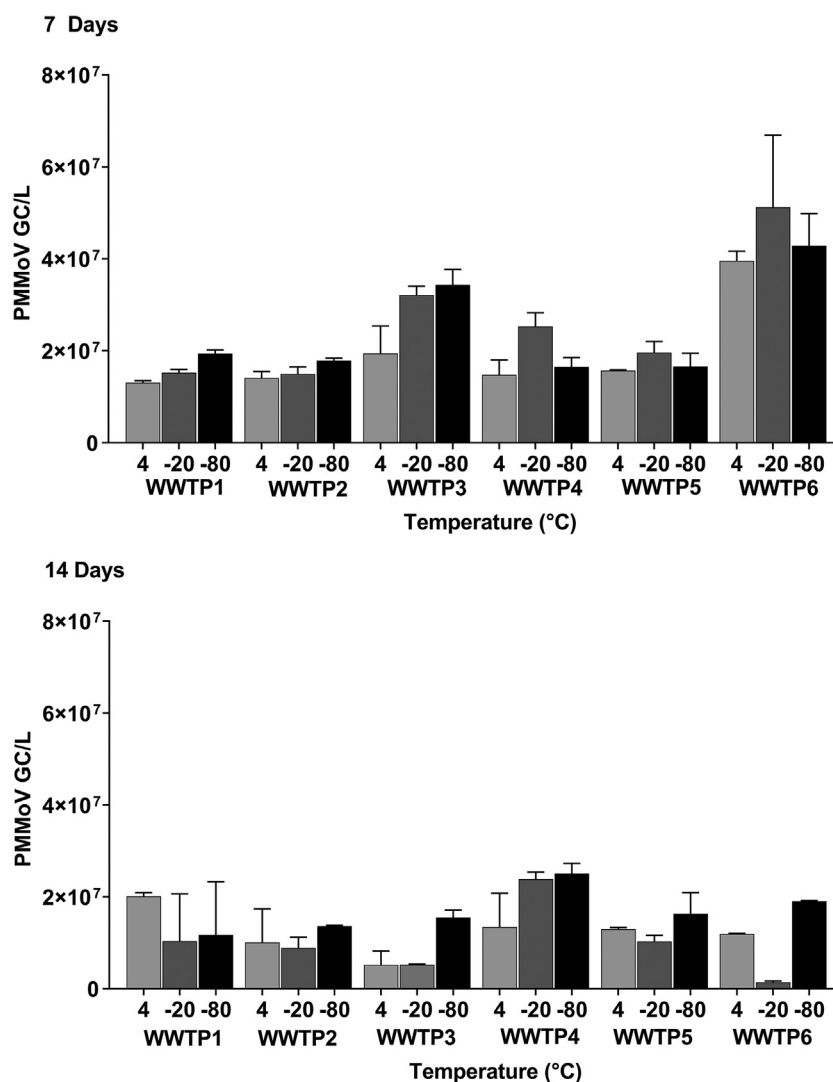 7 Days
8×10⁷
6×10⁷
4×10⁷
2×10⁷
0
PMMoV GC/L
4 -20 -80 4 -20 -80 4 -20 -80 4 -20 -80 4 -20 -80 4 -20 -80
WWTP1 WWTP2 WWTP3 WWTP4 WWTP5 WWTP6
Temperature (°C)
14 Days
8×10⁷
6×10⁷
4×10⁷
2×10⁷
0
PMMoV GC/L
4 -20 -80 4 -20 -80 4 -20 -80 4 -20 -80 4 -20 -80 4 -20 -80
WWTP1 WWTP2 WWTP3 WWTP4 WWTP5 WWTP6
Temperature (°C)